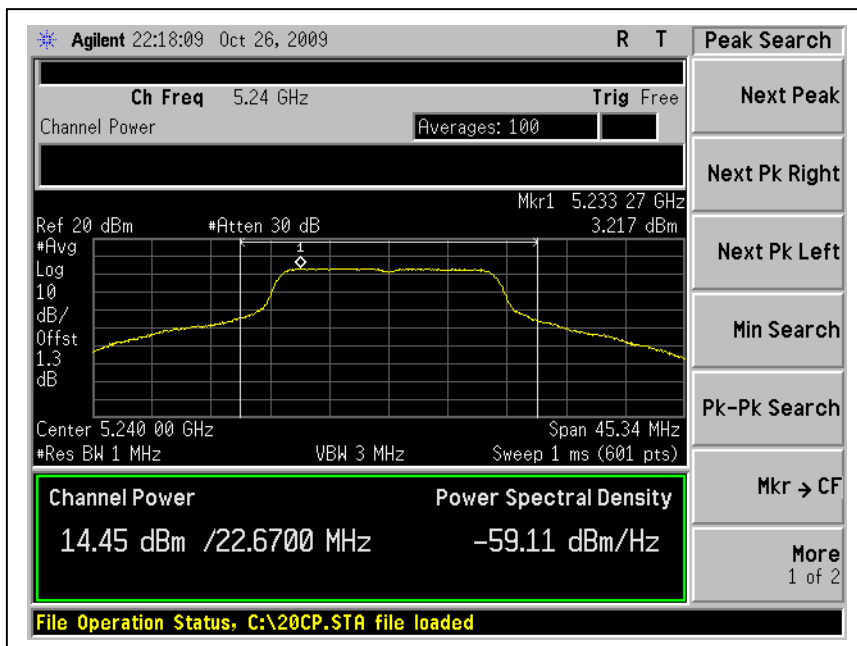 Agilent 22:18:09 Oct 26, 2009 R T
Peak Search
Ch Freq 5.24 GHz Trig Free
Channel Power Averages: 100
Mkr1 5.233 27 GHz
Ref 20 dBm #Atten 30 dB 3.217 dBm
#Avg
Log
10
dB/
Offst
1.3
dB
1
Center 5.240 00 GHz Span 45.34 MHz
#Res BW 1 MHz VBW 3 MHz Sweep 1 ms (601 pts)
Channel Power Power Spectral Density
14.45 dBm /22.6700 MHz -59.11 dBm/Hz
File Operation Status, C:\20CP.STA file loaded
Next Peak
Next Pk Right
Next Pk Left
Min Search
Pk-Pk Search
Mkr → CF
More
1 of 2